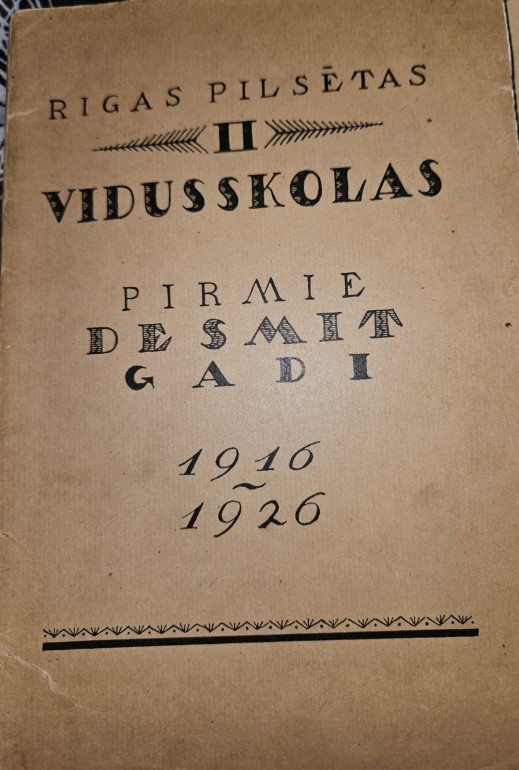 RIGAS PILSĒTAS
II
VIDUSSKOLAS
PIRMIE
DESMIT
GADI
1916
~
1926